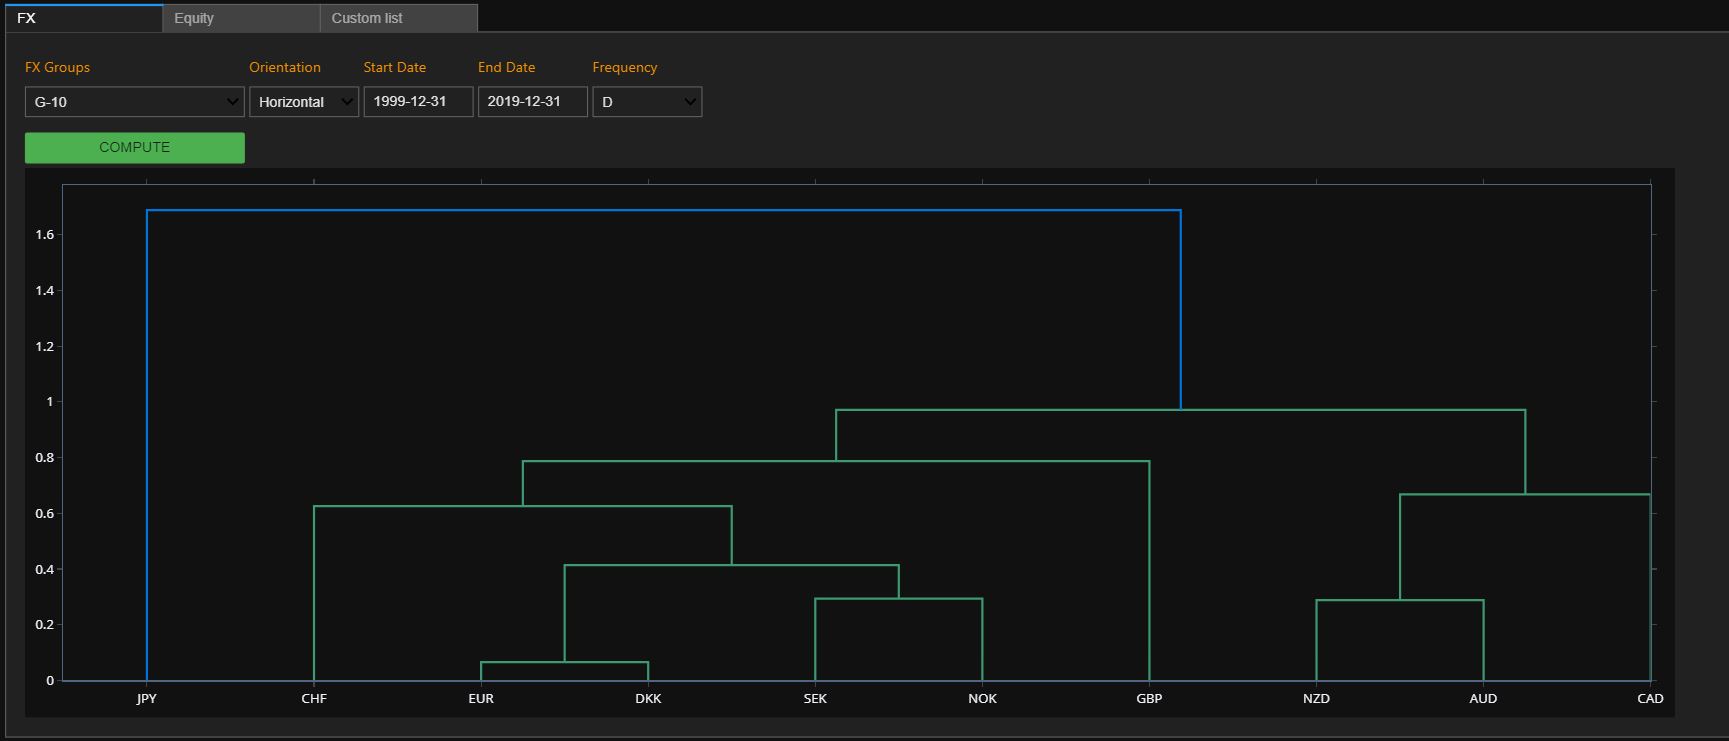 FX Equity Custom list
FX Groups Orientation Start Date End Date Frequency
G-10 Horizontal 1999-12-31 2019-12-31 D
COMPUTE
1.6
1.4
1.2
1
0.8
0.6
0.4
0.2
0
JPY CHF EUR DKK SEK NOK GBP NZD AUD CAD